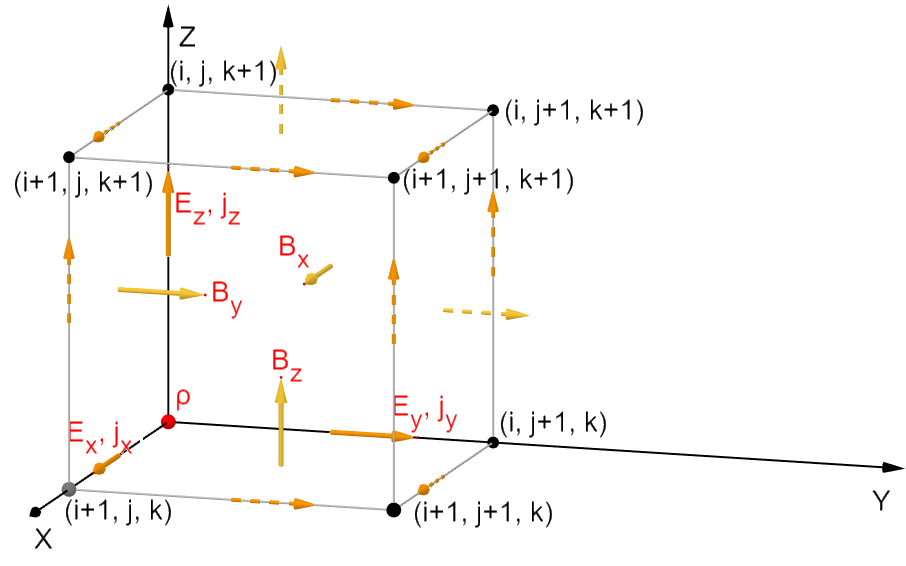 Z
(i, j, k+1)
(i, j+1, k+1)
(i+1, j, k+1)
(i+1, j+1, k+1)
E_z, j_z
B_x
B_y
B_z
ρ
E_y, j_y
E_x, j_x
(i, j+1, k)
(i+1, j, k)
(i+1, j+1, k)
Y
X